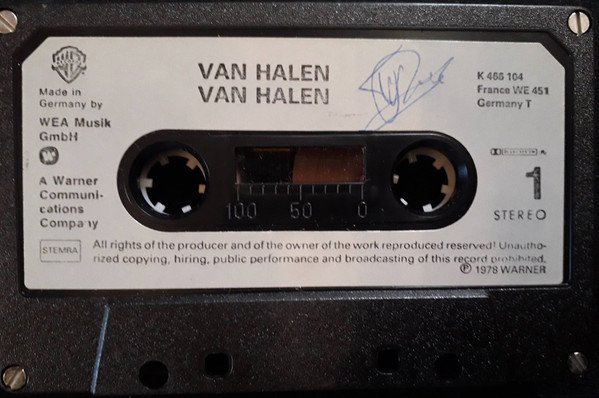 VAN HALEN
VAN HALEN
Made in
Germany by
WEA Musik
GmbH
A Warner
Communi-
cations
Company
K 456 104
France WE 451
Germany T
1
STEREO
100 50 0
STEMRA
All rights of the producer and of the owner of the work reproduced reserved! Unautho-
rized copying, hiring, public performance and broadcasting of this record prohibited.
℗ 1978 WARNER